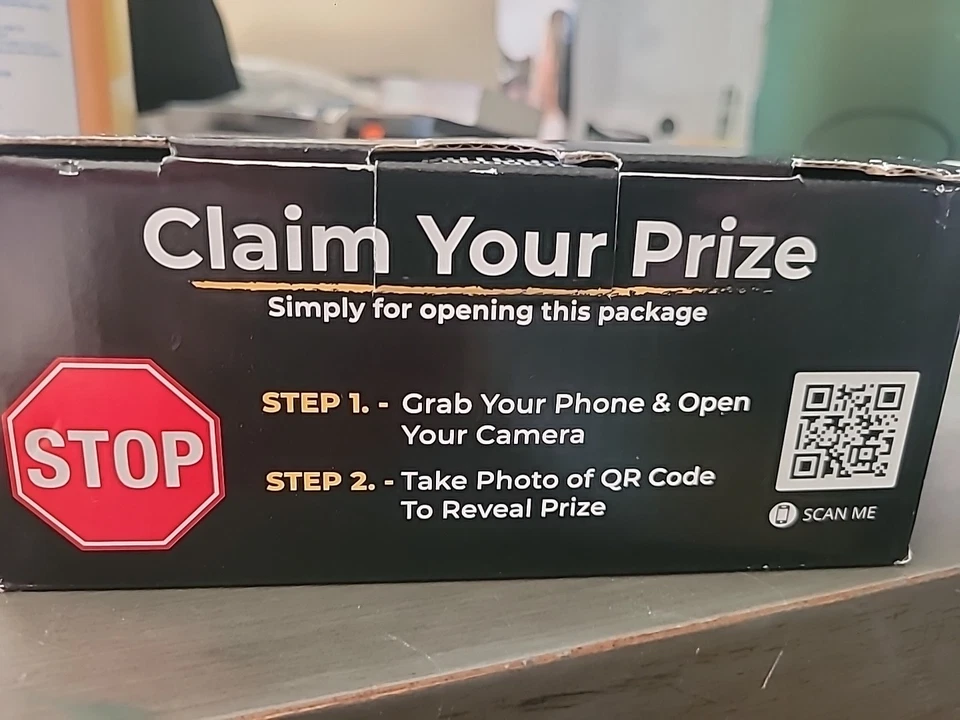 Claim Your Prize
Simply for opening this package
STOP
STEP 1. - Grab Your Phone & Open
Your Camera
STEP 2. - Take Photo of QR Code
To Reveal Prize
SCAN ME